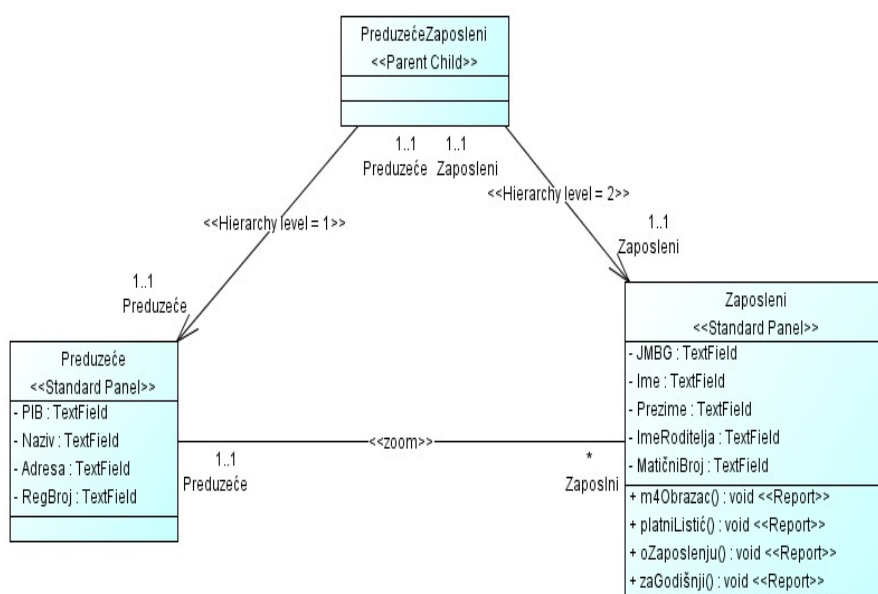 PreduzećeZaposleni
<<Parent Child>>
1..1
1..1
Preduzeće
Zaposleni
<<Hierarchy level = 1>>
<<Hierarchy level = 2>>
1..1
Preduzeće
1..1
Zaposleni
Preduzeće
<<Standard Panel>>
- PIB : TextField
- Naziv : TextField
- Adresa : TextField
- RegBroj : TextField
<<zoom>>
1..1
Preduzeće
*
Zaposlni
Zaposleni
<<Standard Panel>>
- JMBG : TextField
- Ime : TextField
- Prezime : TextField
- ImeRoditelja : TextField
- MatičniBroj : TextField
+ m4Obrazac() : void <<Report>>
+ platniListić() : void <<Report>>
+ oZaposlenju() : void <<Report>>
+ zaGodišnji() : void <<Report>>